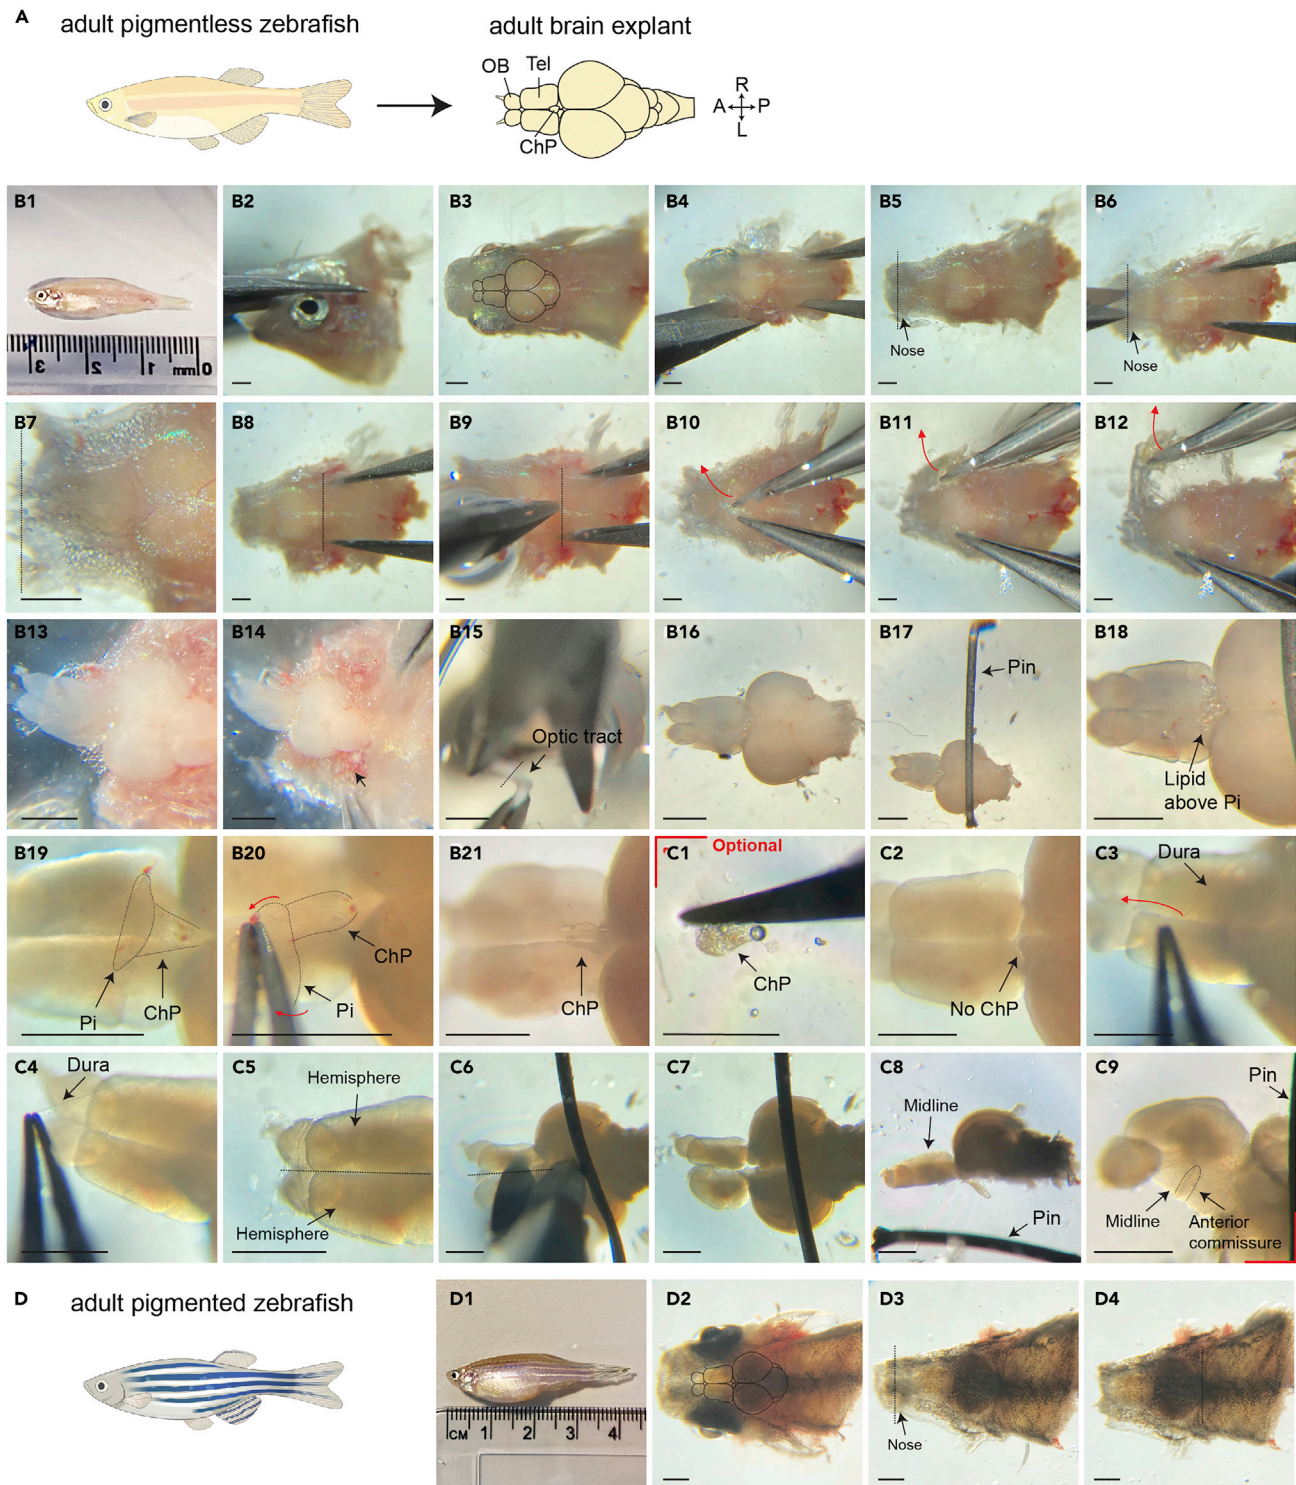 A
adult pigmentless zebrafish
adult brain explant
OB
Tel
ChP
R
A
P
L
B1
3
2
1
mm
0
B2
B3
B4
B5
Nose
B6
Nose
B7
B8
B9
B10
B11
B12
B13
B14
B15
Optic tract
B16
B17
Pin
B18
Lipid
above Pi
B19
Pi
ChP
B20
ChP
Pi
B21
ChP
C1
Optional
ChP
C2
No ChP
C3
Dura
C4
Dura
C5
Hemisphere
Hemisphere
C6
C7
C8
Midline
Pin
C9
Pin
Midline
Anterior
commissure
D
adult pigmented zebrafish
D1
CM 1 2 3 4
D2
D3
Nose
D4